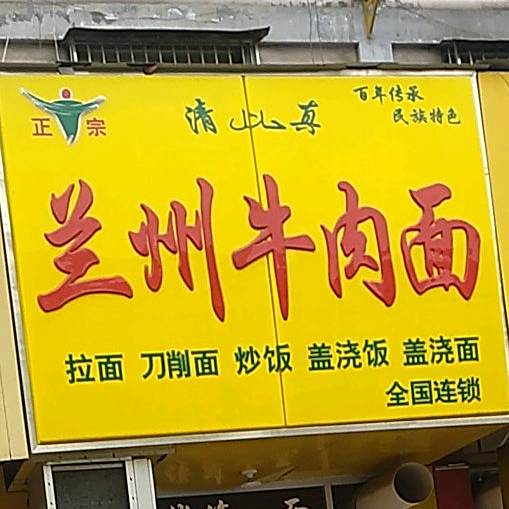 正宗
清真
百年传承
民族特色
兰州牛肉面
拉面 刀削面 炒饭 盖浇饭 盖浇面
全国连锁